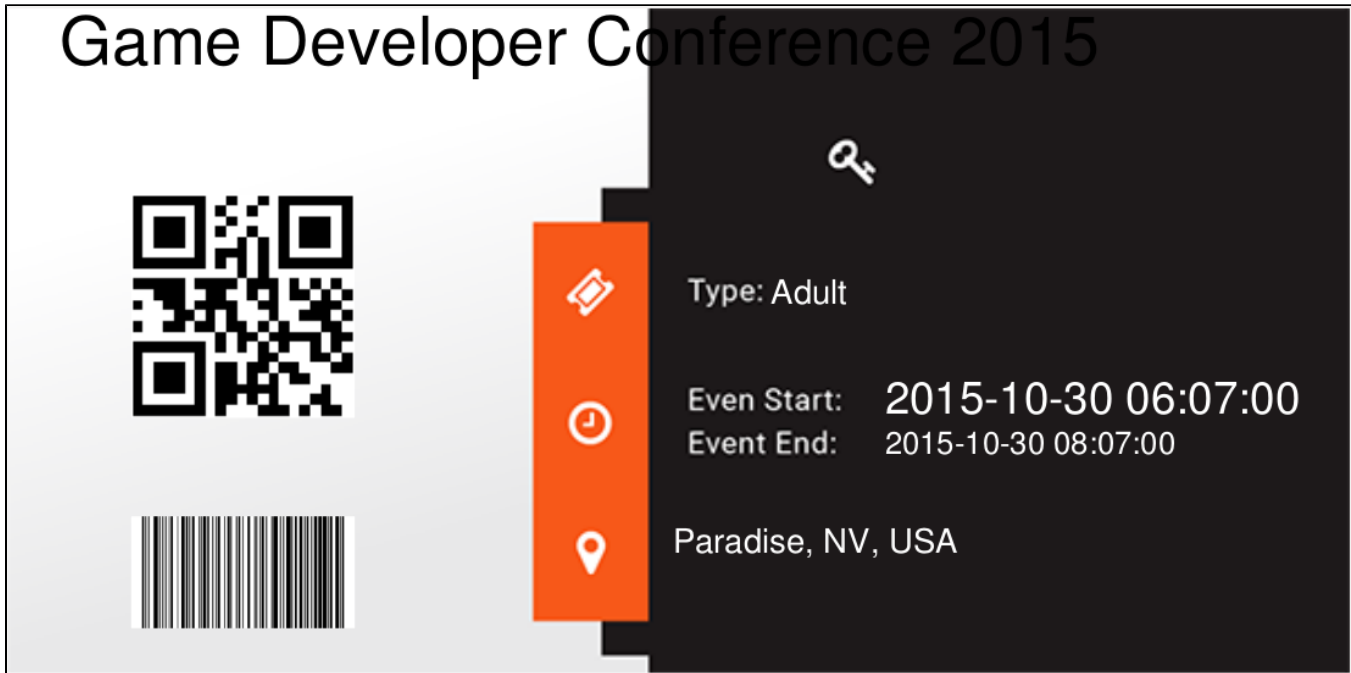 Game Developer Conference 2015
Type: Adult
Even Start: 2015-10-30 06:07:00
Event End: 2015-10-30 08:07:00
Paradise, NV, USA